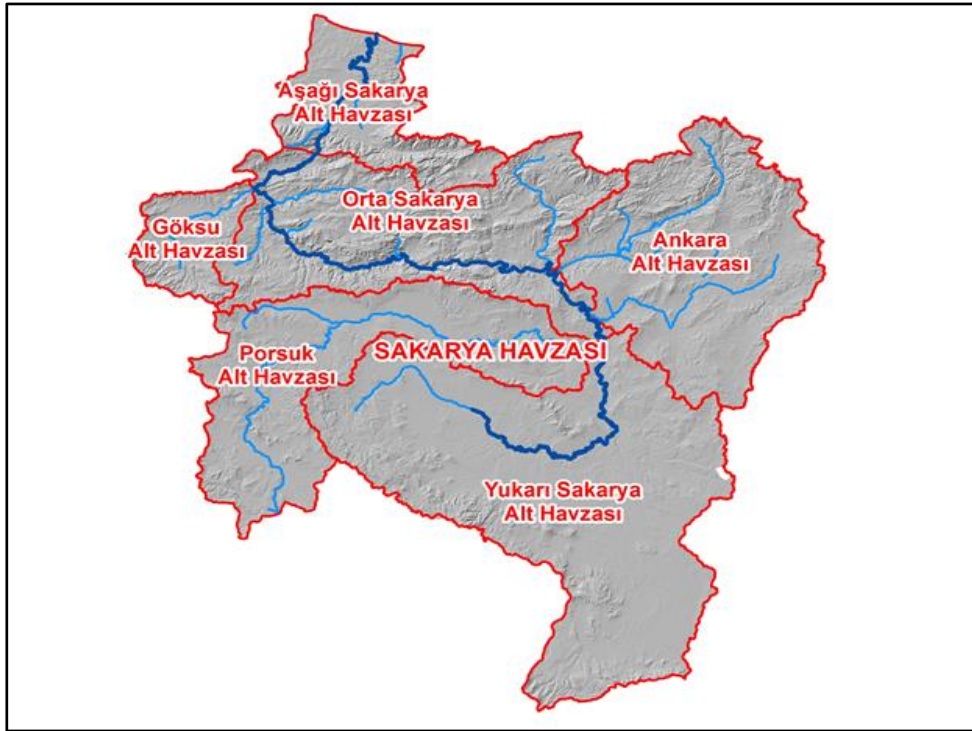 Aşağı Sakarya
Alt Havzası
Orta Sakarya
Alt Havzası
Göksu
Alt Havzası
Ankara
Alt Havzası
Porsuk
Alt Havzası
SAKARYA HAVZASI
Yukarı Sakarya
Alt Havzası